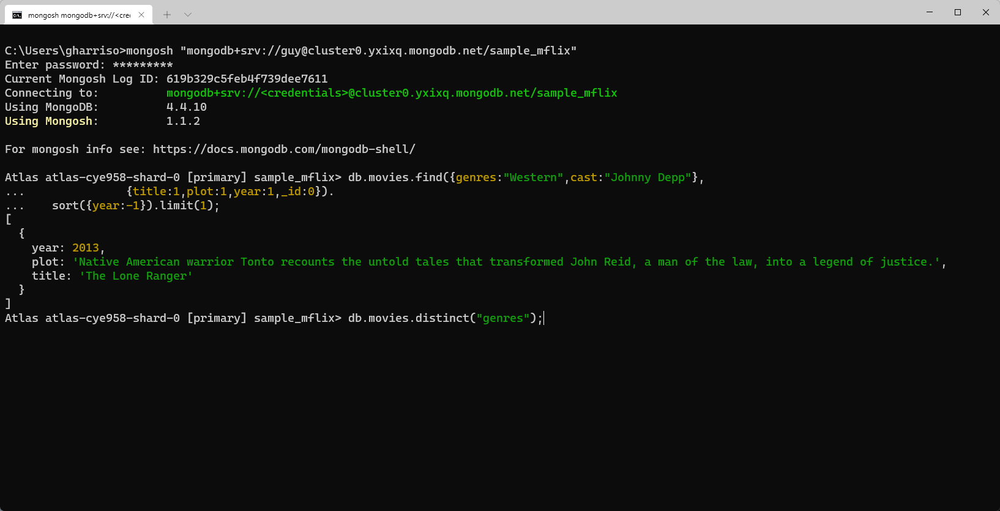 mongosh mongodb+srv://<cre
C:\Users\gharriso>mongosh "mongodb+srv://guy@cluster0.yxixq.mongodb.net/sample_mflix"
Enter password: *********
Current Mongosh Log ID: 619b329c5feb4f739dee7611
Connecting to:          mongodb+srv://<credentials>@cluster0.yxixq.mongodb.net/sample_mflix
Using MongoDB:          4.4.10
Using Mongosh:          1.1.2
For mongosh info see: https://docs.mongodb.com/mongodb-shell/
Atlas atlas-cye958-shard-0 [primary] sample_mflix> db.movies.find({genres:"Western",cast:"Johnny Depp"},
...               {title:1,plot:1,year:1,_id:0}).
...    sort({year:-1}).limit(1);
[
  {
    year: 2013,
    plot: 'Native American warrior Tonto recounts the untold tales that transformed John Reid, a man of the law, into a legend of justice.',
    title: 'The Lone Ranger'
  }
]
Atlas atlas-cye958-shard-0 [primary] sample_mflix> db.movies.distinct("genres");